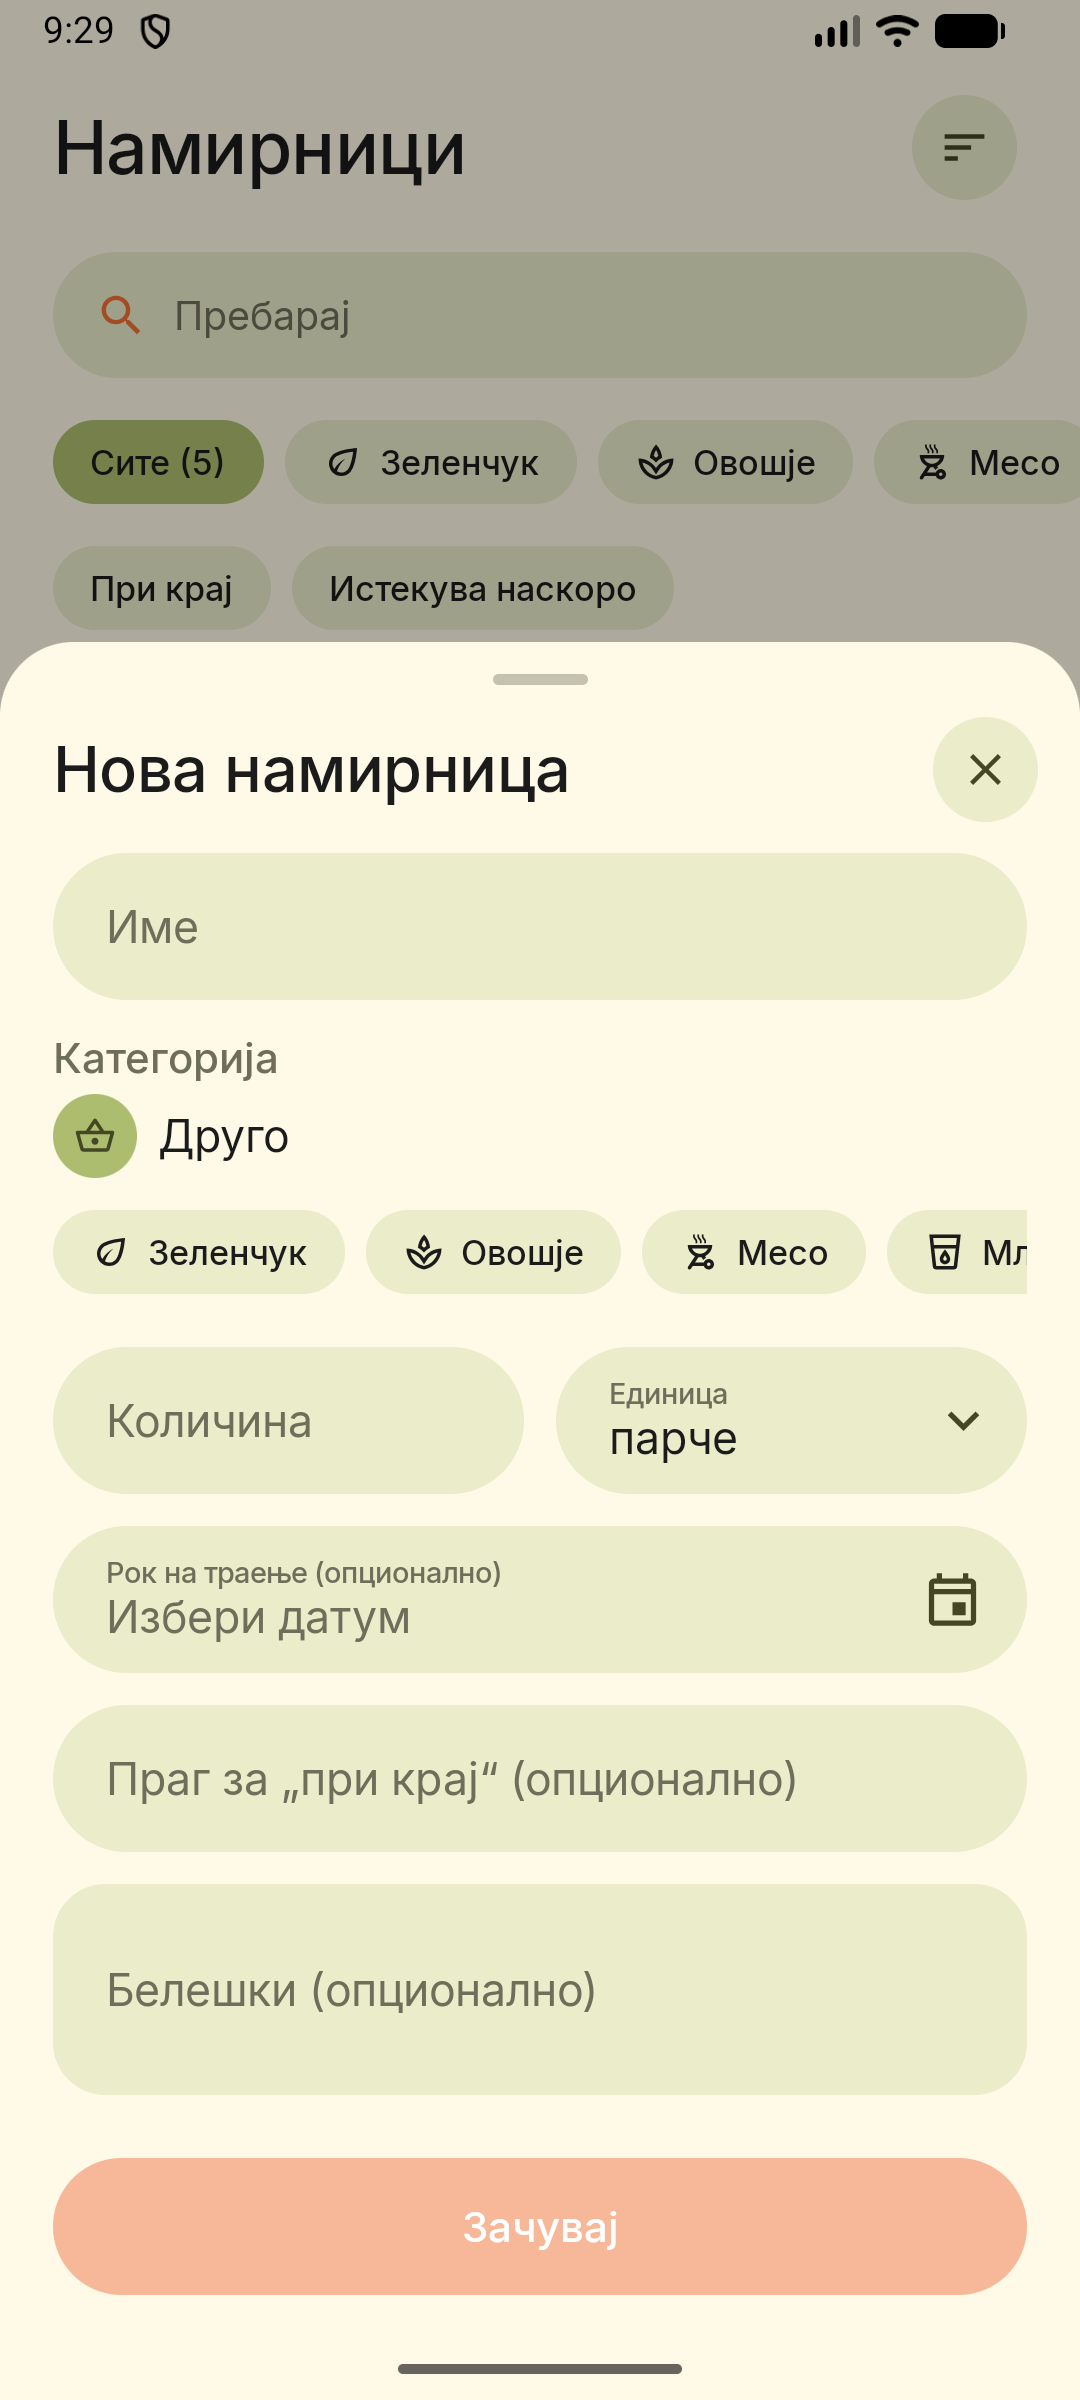 9:29
Намирници
Пребарај
Сите (5)
Зеленчук
Овошје
Месо
При крај
Истекува наскоро
Нова намирница
Име
Категорија
Друго
Зеленчук
Овошје
Месо
Мл
Количина
Единица
парче
Рок на траење (опционално)
Избери датум
Праг за „при крај“ (опционално)
Белешки (опционално)
Зачувај